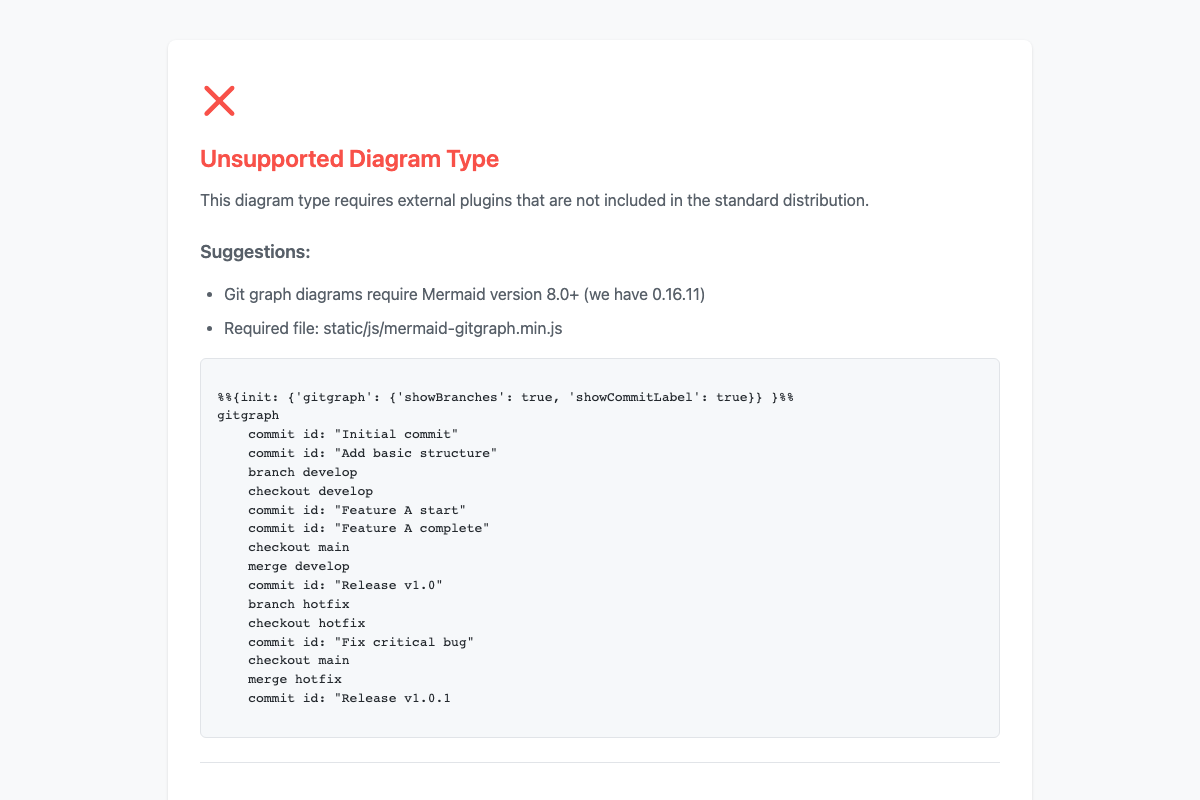 Unsupported Diagram Type
This diagram type requires external plugins that are not included in the standard distribution.
Suggestions:
• Git graph diagrams require Mermaid version 8.0+ (we have 0.16.11)
• Required file: static/js/mermaid-gitgraph.min.js
%%{init: {'gitgraph': {'showBranches': true, 'showCommitLabel': true}} }%%
gitgraph
    commit id: "Initial commit"
    commit id: "Add basic structure"
    branch develop
    checkout develop
    commit id: "Feature A start"
    commit id: "Feature A complete"
    checkout main
    merge develop
    commit id: "Release v1.0"
    branch hotfix
    checkout hotfix
    commit id: "Fix critical bug"
    checkout main
    merge hotfix
    commit id: "Release v1.0.1